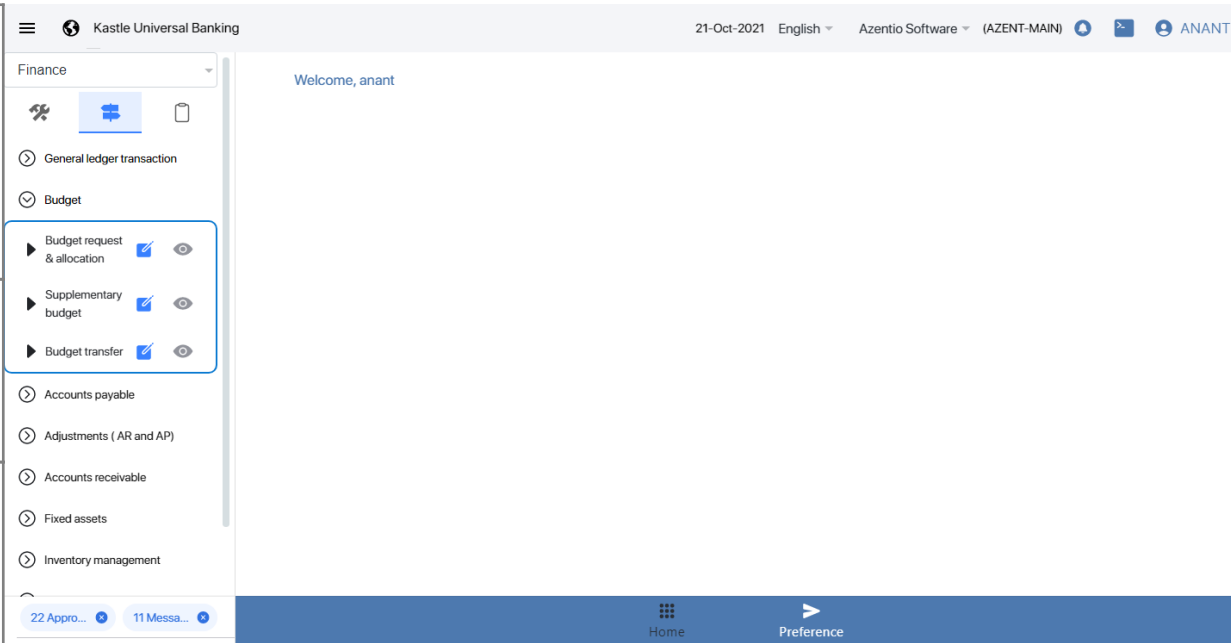 Kastle Universal Banking
21-Oct-2021 English Azentio Software (AZENT-MAIN) ANANT
Finance
Welcome, anant
General ledger transaction
Budget
Budget request
& allocation
Supplementary
budget
Budget transfer
Accounts payable
Adjustments ( AR and AP)
Accounts receivable
Fixed assets
Inventory management
22 Appro... 11 Messa...
Home Preference